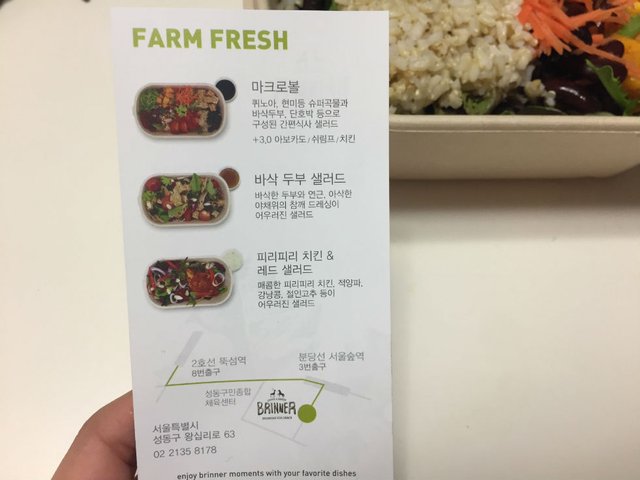 FARM FRESH
마크로볼
퀴노아, 현미등 슈퍼곡물과
바삭두부, 단호박 등으로
구성된 간편식사 샐러드
+3,0 아보카도/쉬림프/치킨
바삭 두부 샐러드
바삭한 두부와 연근, 아삭한
야채위의 참깨 드레싱이
어우러진 샐러드
피리피리 치킨 &
레드 샐러드
매콤한 피리피리 치킨, 적양파,
강낭콩, 절인고추 등이
어우러진 샐러드
2호선 뚝섬역
8번출구
분당선 서울숲역
3번출구
성동구민종합
체육센터
BRINNER
서울특별시
성동구 왕십리로 63
02 2135 8178
enjoy brinner moments with your favorite dishes